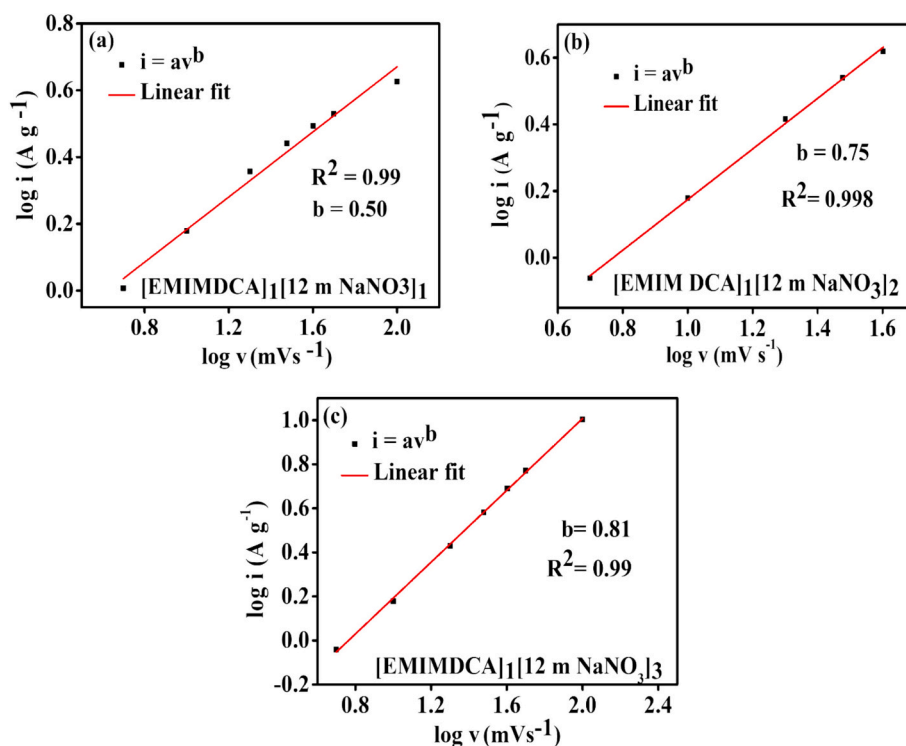 (a)
i = av^b
Linear fit
R^2 = 0.99
b = 0.50
[EMIMDCA]1[12 m NaNO3]1
log i (A g^-1)
0.8
0.6
0.4
0.2
0.0
0.8 1.2 1.6 2.0
log v (mVs^-1)
(b)
i = av^b
Linear fit
b = 0.75
R^2= 0.998
[EMIM DCA]1[12 m NaNO3]2
log i (A g^-1)
0.6
0.4
0.2
0.0
0.6 0.8 1.0 1.2 1.4 1.6
log v (mV s^-1)
(c)
i = av^b
Linear fit
b= 0.81
R^2= 0.99
[EMIMDCA]1[12 m NaNO3]3
log i (A g^-1)
1.0
0.8
0.6
0.4
0.2
0.0
-0.2
0.8 1.2 1.6 2.0 2.4
log v (mVs^-1)